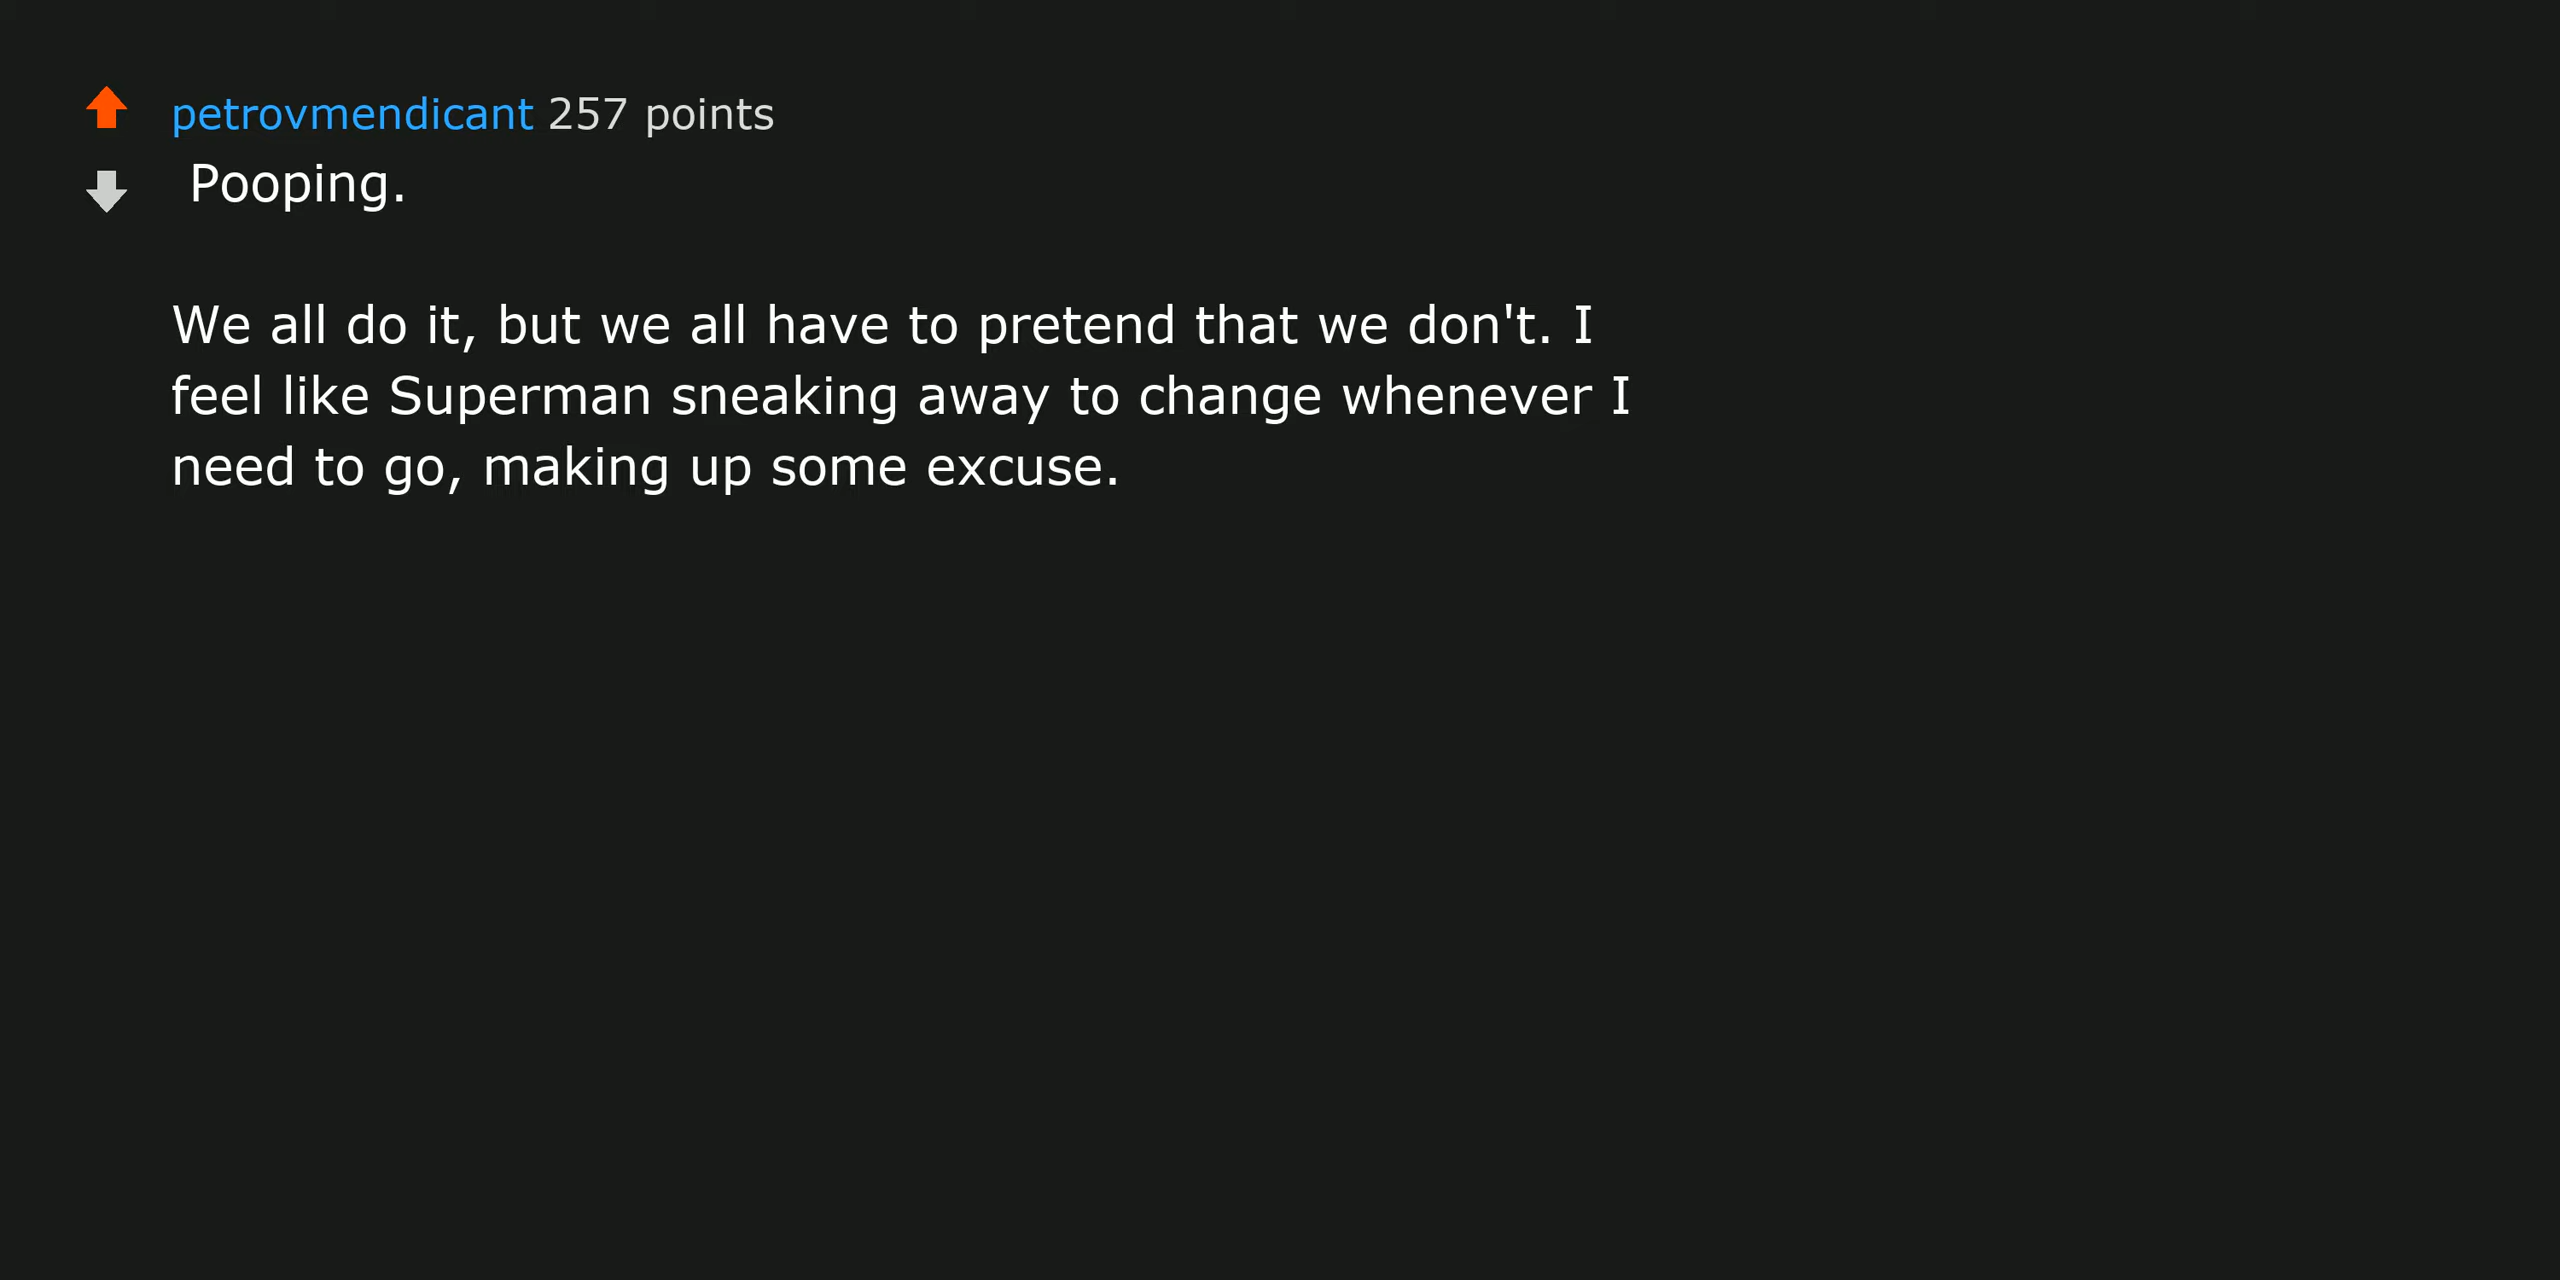 petrovmendicant 257 points
Pooping.
We all do it, but we all have to pretend that we don't. I
feel like Superman sneaking away to change whenever I
need to go, making up some excuse.